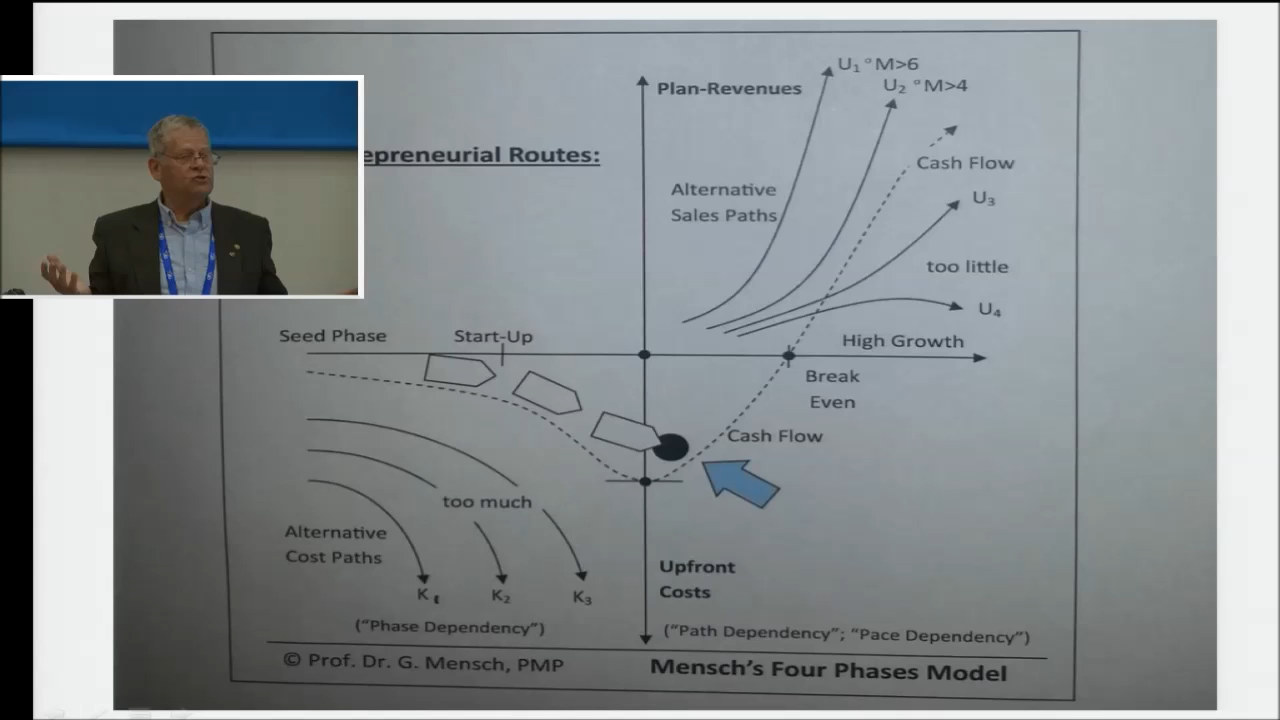 U₁ °M>6
U₂ °M>4
Plan-Revenues
epreneurial Routes:
Cash Flow
Alternative
Sales Paths
U₃
too little
U₄
Seed Phase
Start-Up
High Growth
Break
Even
Cash Flow
too much
Alternative
Cost Paths
Upfront
Costs
K₁
K₂
K₃
("Phase Dependency")
("Path Dependency"; "Pace Dependency")
© Prof. Dr. G. Mensch, PMP
Mensch's Four Phases Model